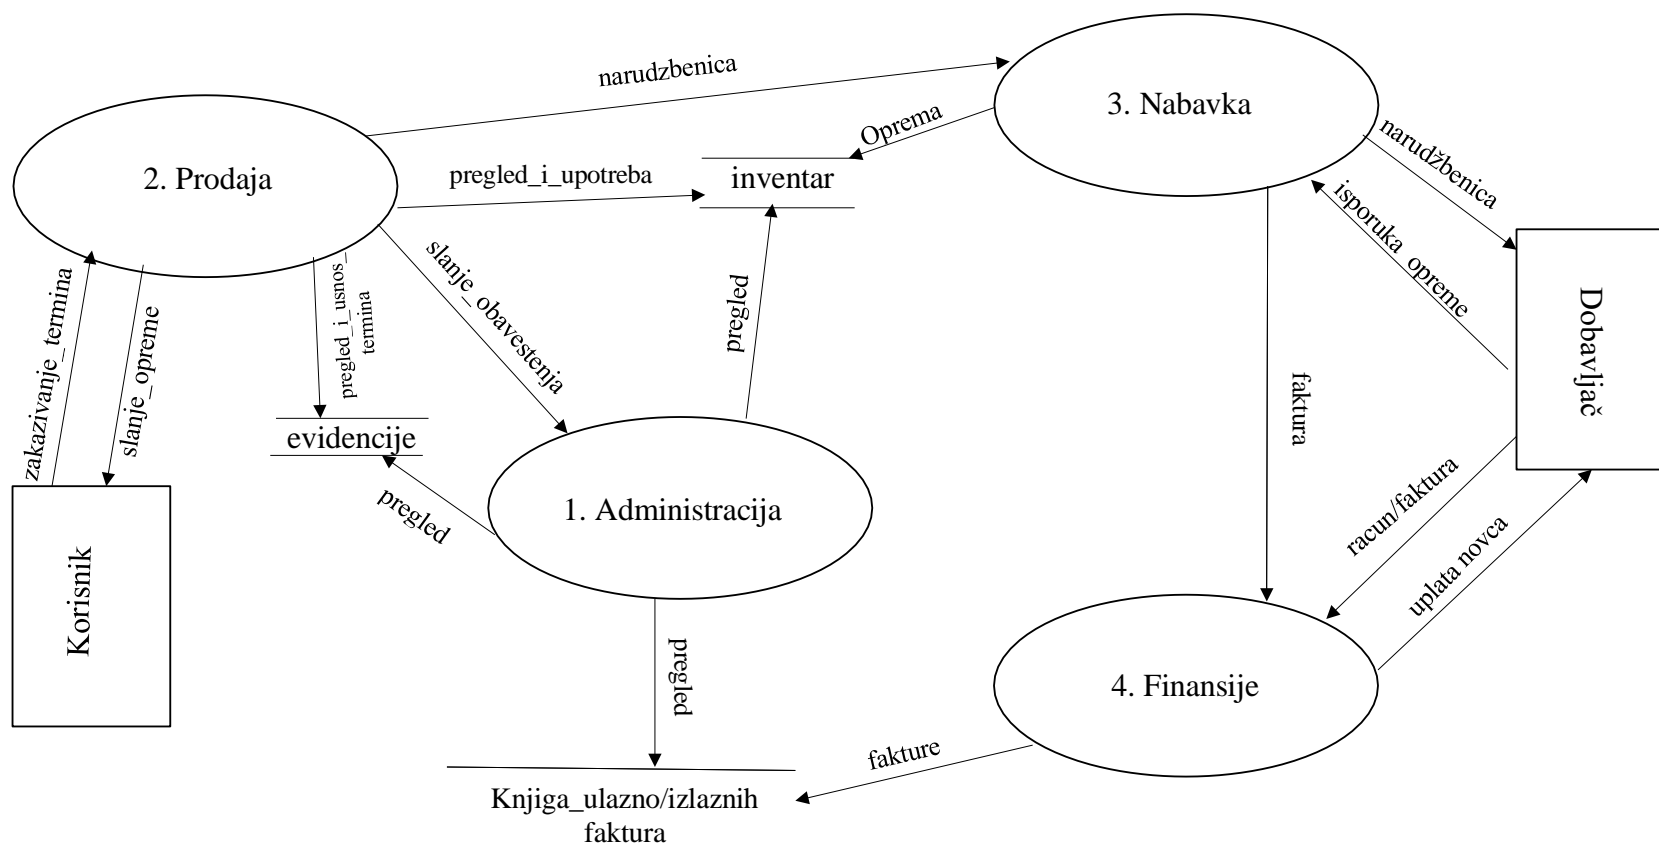 narudzbenica
3. Nabavka
Oprema
narudžbenica
2. Prodaja
pregled_i_upotreba
inventar
isporuka_opreme
slanje_obavestenja
pregled_i_usnos_
termina
pregled
zakazivanje_termina
slanje_opreme
Dobavljač
faktura
evidencije
pregled
1. Administracija
racun/faktura
uplata novca
Korisnik
pregled
4. Finansije
fakture
Knjiga_ulazno/izlaznih
faktura